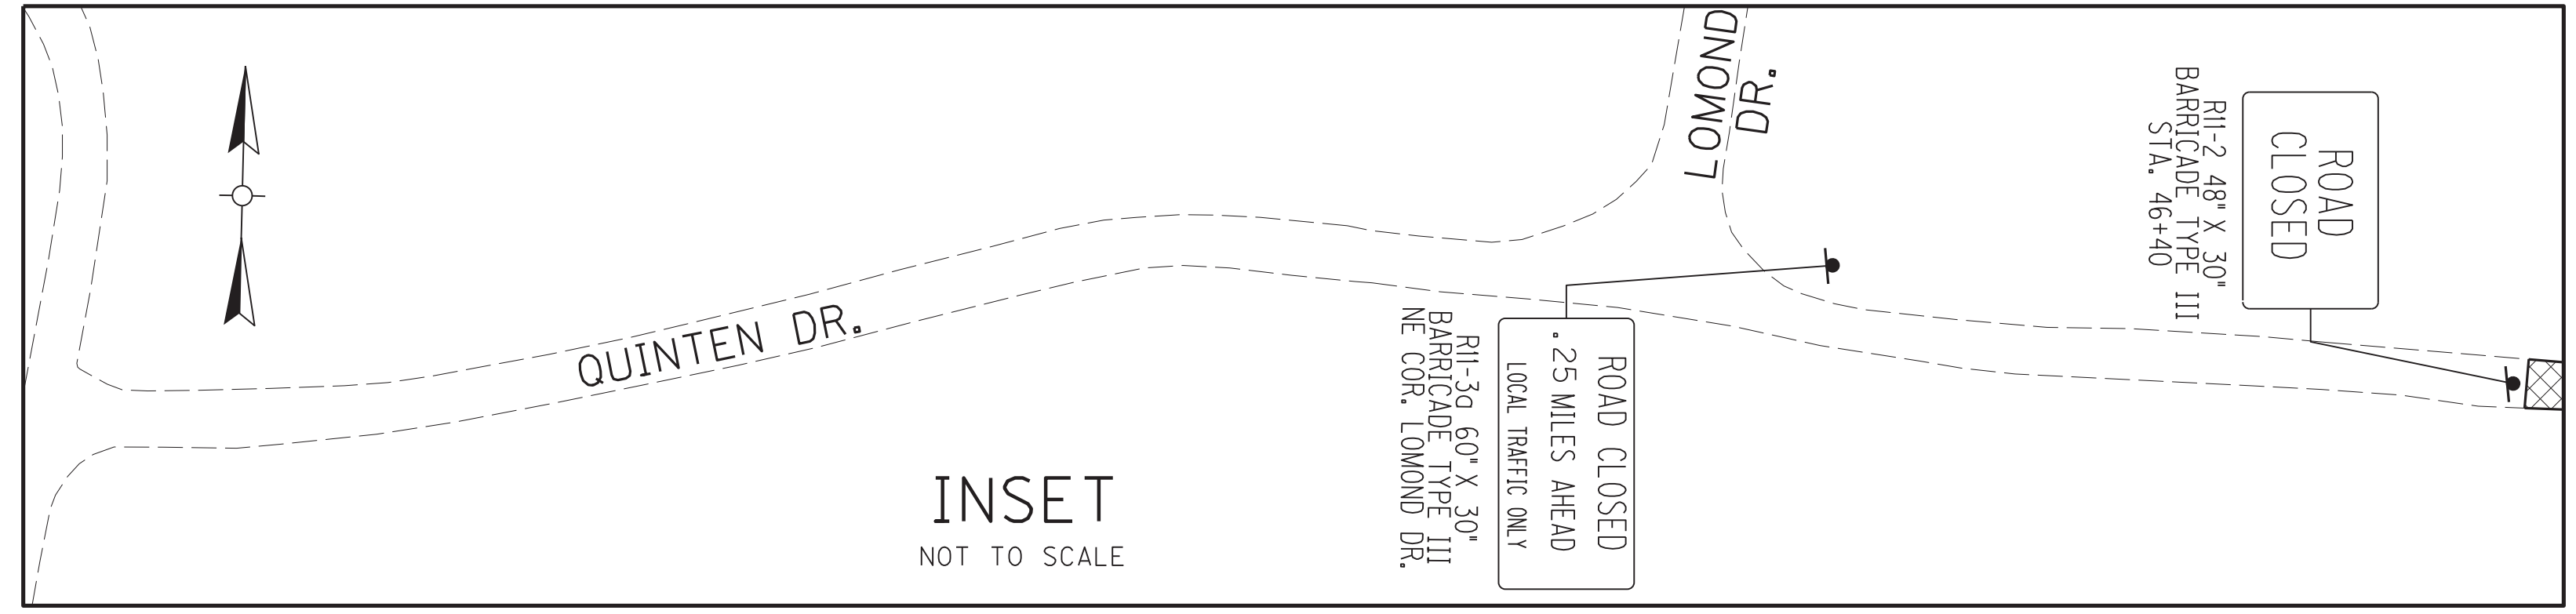 LOMOND
DR.
QUINTEN DR.
ROAD
CLOSED
R11-2 48" X 30"
BARRICADE TYPE III
STA. 46+40
ROAD CLOSED
.25 MILES AHEAD
LOCAL TRAFFIC ONLY
R11-3a 60" X 30"
BARRICADE TYPE III
NE COR. LOMOND DR.
INSET
NOT TO SCALE